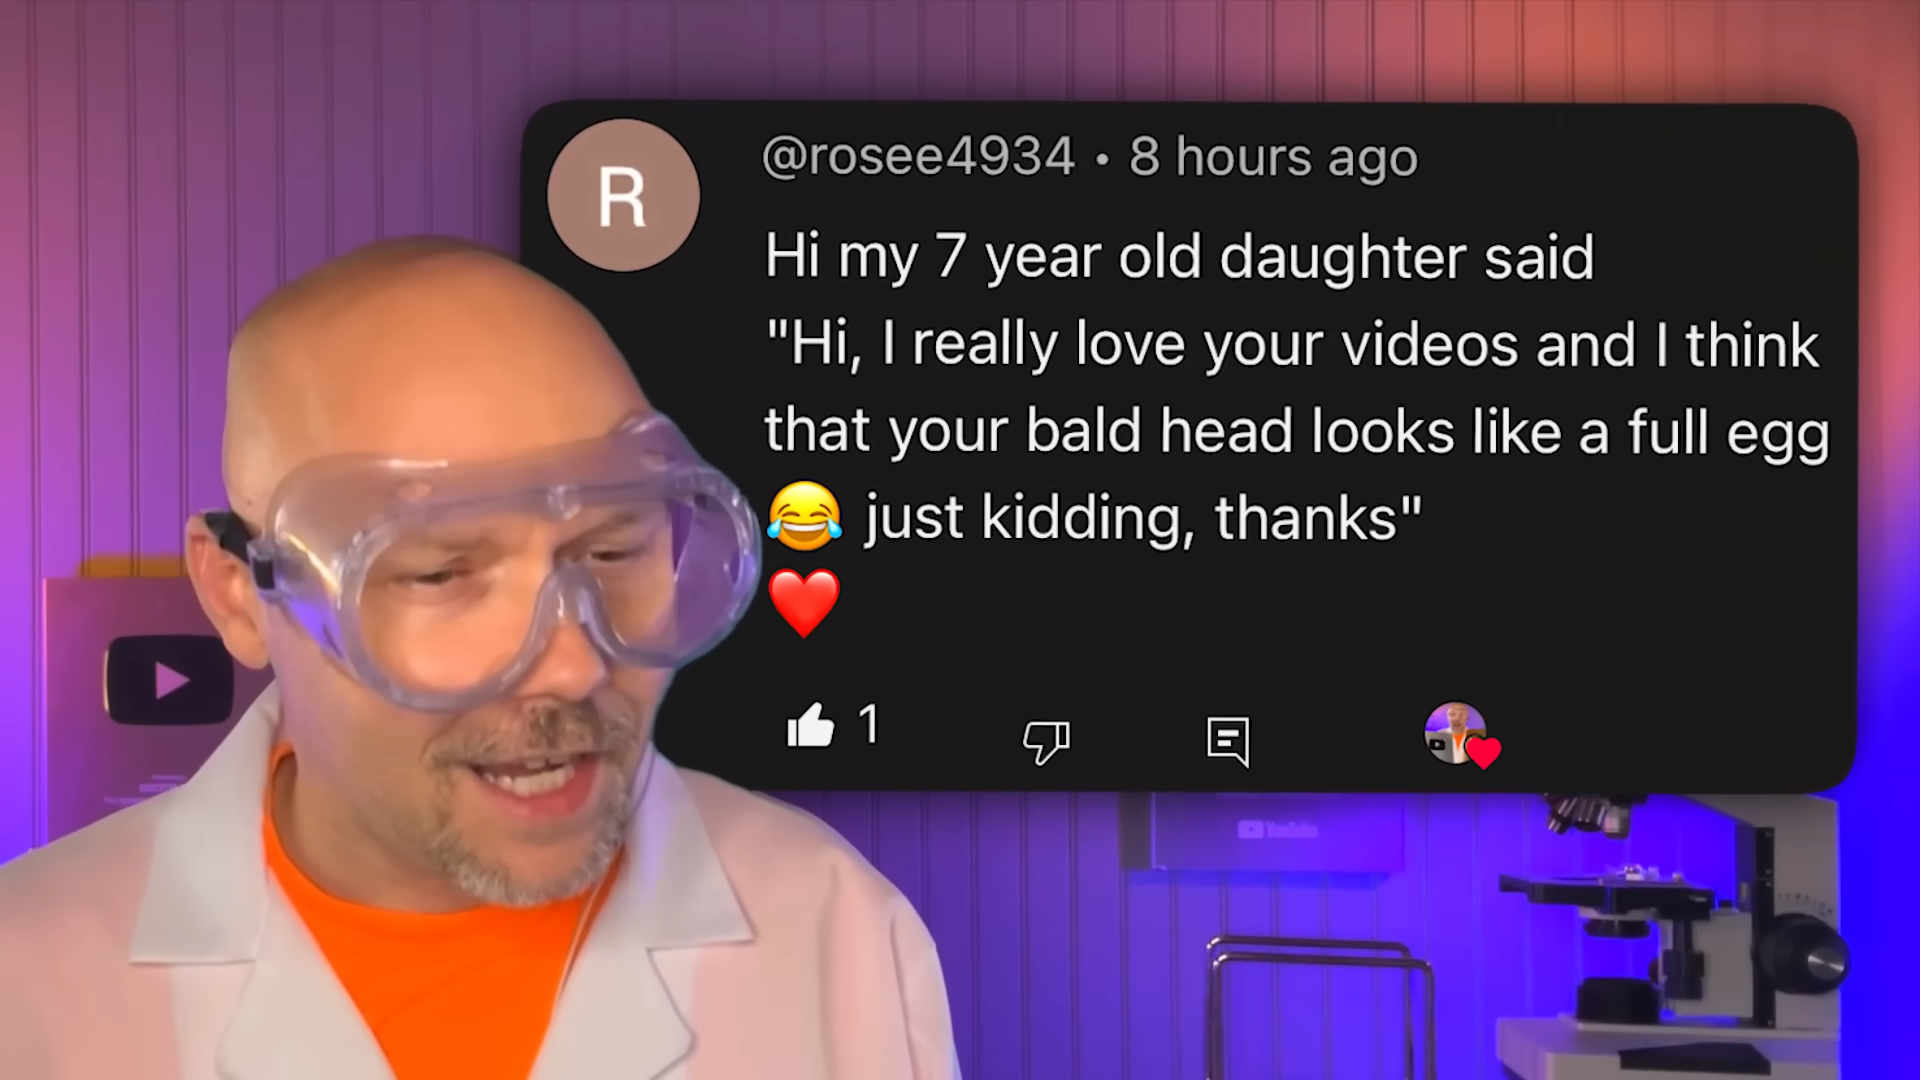 R
@rosee4934 • 8 hours ago
Hi my 7 year old daughter said
"Hi, I really love your videos and I think
that your bald head looks like a full egg
😂 just kidding, thanks"
❤️
1
YouTube